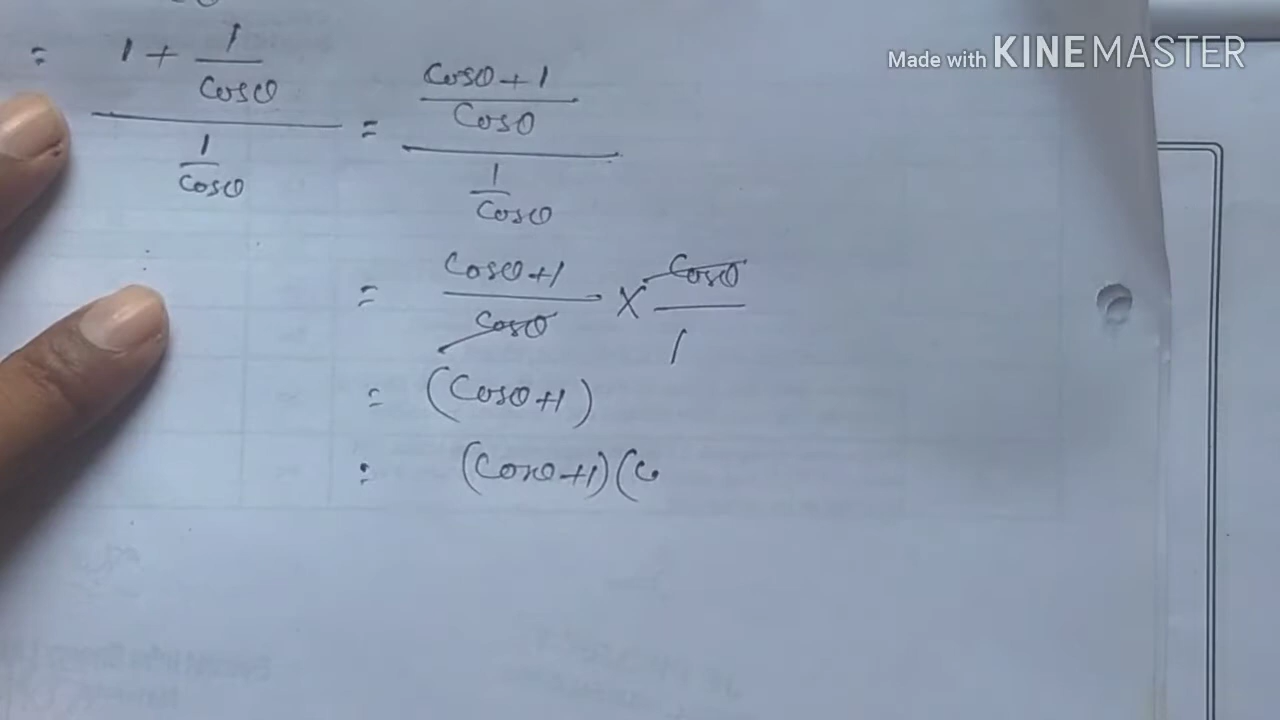 Made with KINEMASTER
= 1 + 1/cosθ / 1/cosθ = cosθ+1/cosθ / 1/cosθ
= cosθ+1/cosθ × cosθ/1
= (cosθ+1)
= (cosθ+1)(c